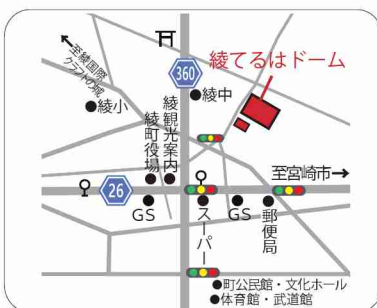 至綾国際
クラフトの城
360
綾てるはドーム
綾小
綾中
綾町役場
綾観光案内
至宮崎市
26
GS
スーパー
GS
郵便局
町公民館・文化ホール
体育館・武道館